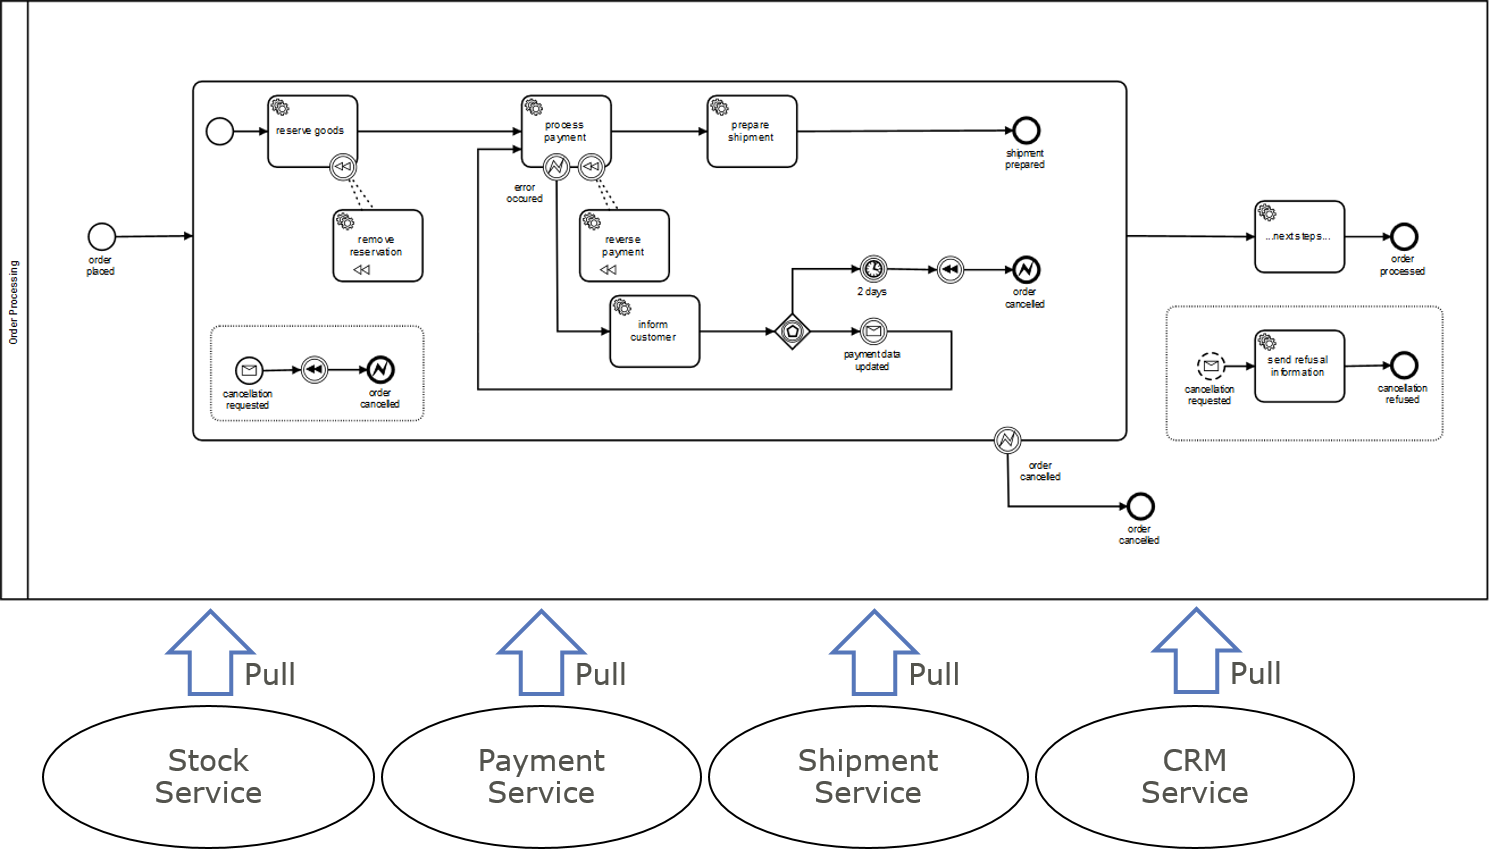 Order Processing
order
placed
reserve goods
remove
reservation
process
payment
error
occured
reverse
payment
prepare
shipment
shipment
prepared
inform
customer
2 days
order
cancelled
payment data
updated
cancellation
requested
order
cancelled
order
cancelled
order
cancelled
...next steps...
order
processed
cancellation
requested
send refusal
information
cancellation
refused
Pull
Pull
Pull
Pull
Stock
Service
Payment
Service
Shipment
Service
CRM
Service